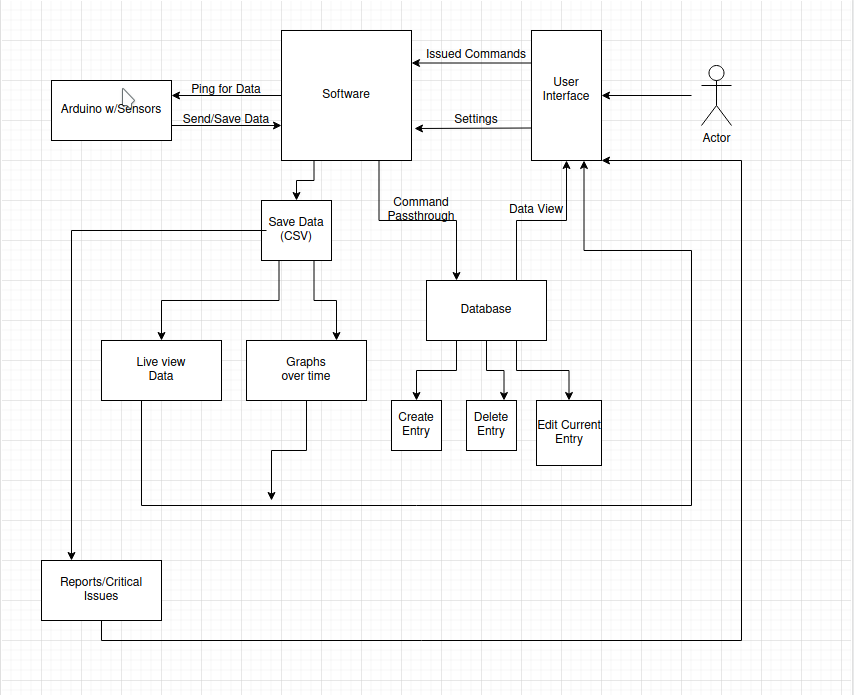 Issued Commands
User
Interface
Software
Ping for Data
Arduino w/Sensors
Send/Save Data
Settings
Actor
Command
Passthrough
Data View
Save Data
(CSV)
Database
Live view
Data
Graphs
over time
Create
Entry
Delete
Entry
Edit Current
Entry
Reports/Critical
Issues